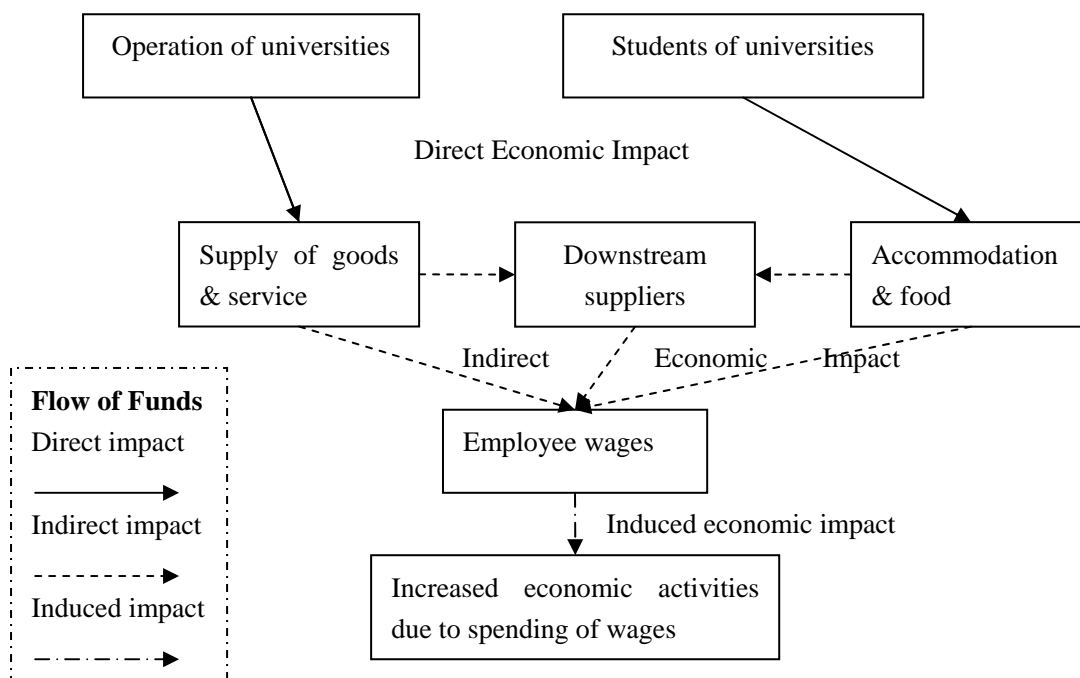 Operation of universities
Students of universities
Direct Economic Impact
Supply of goods
& service
Downstream
suppliers
Accommodation
& food
Indirect Economic Impact
Flow of Funds
Direct impact
Indirect impact
Induced impact
Employee wages
Induced economic impact
Increased economic activities
due to spending of wages